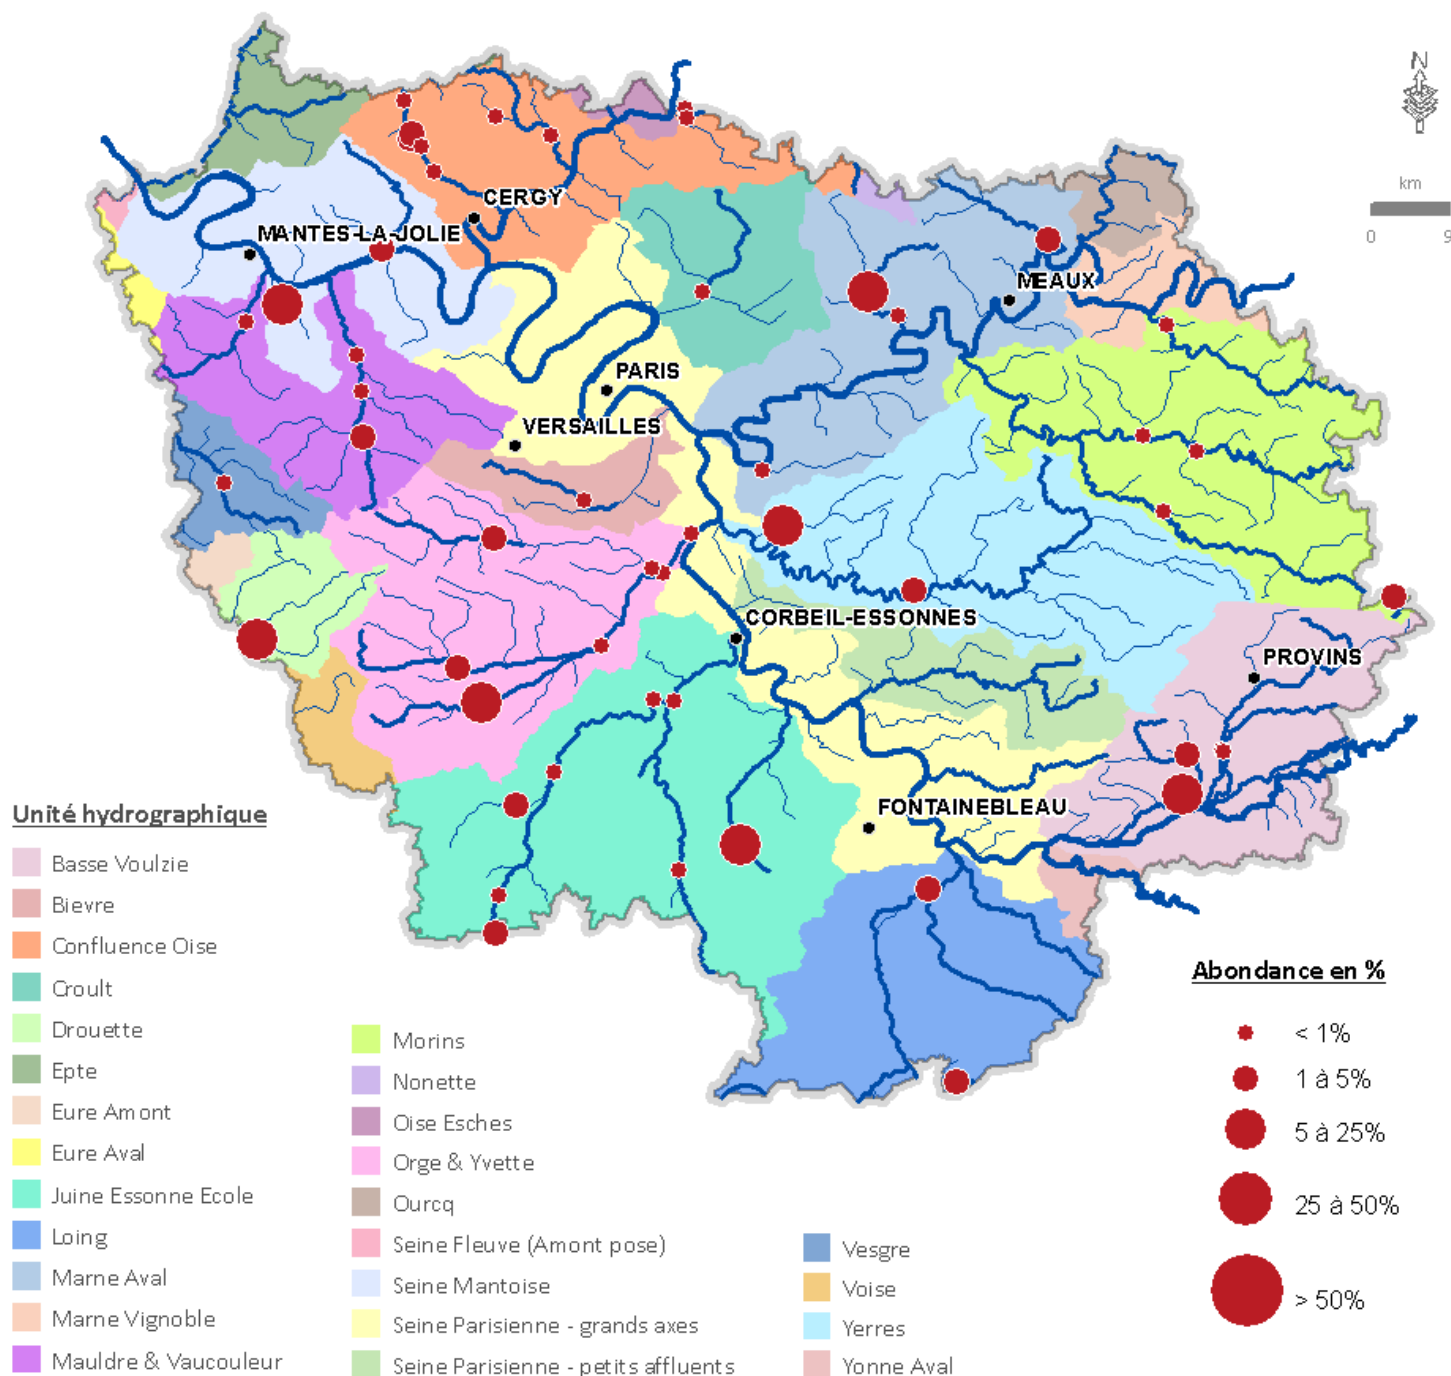 N
km
0 9
CERGY
MANTES-LA-JOLIE
MEAUX
PARIS
VERSAILLES
CORBEIL-ESSONNES
PROVINS
FONTAINEBLEAU
Unité hydrographique
Basse Voulzie
Bievre
Confluence Oise
Croult
Drouette
Epte
Eure Amont
Eure Aval
Juine Essonne Ecole
Loing
Marne Aval
Marne Vignoble
Mauldre & Vaucouleur
Morins
Nonette
Oise Esches
Orge & Yvette
Ourcq
Seine Fleuve (Amont pose)
Seine Mantoise
Seine Parisienne - grands axes
Seine Parisienne - petits affluents
Vesgre
Voise
Yerres
Yonne Aval
Abondance en %
< 1%
1 à 5%
5 à 25%
25 à 50%
> 50%